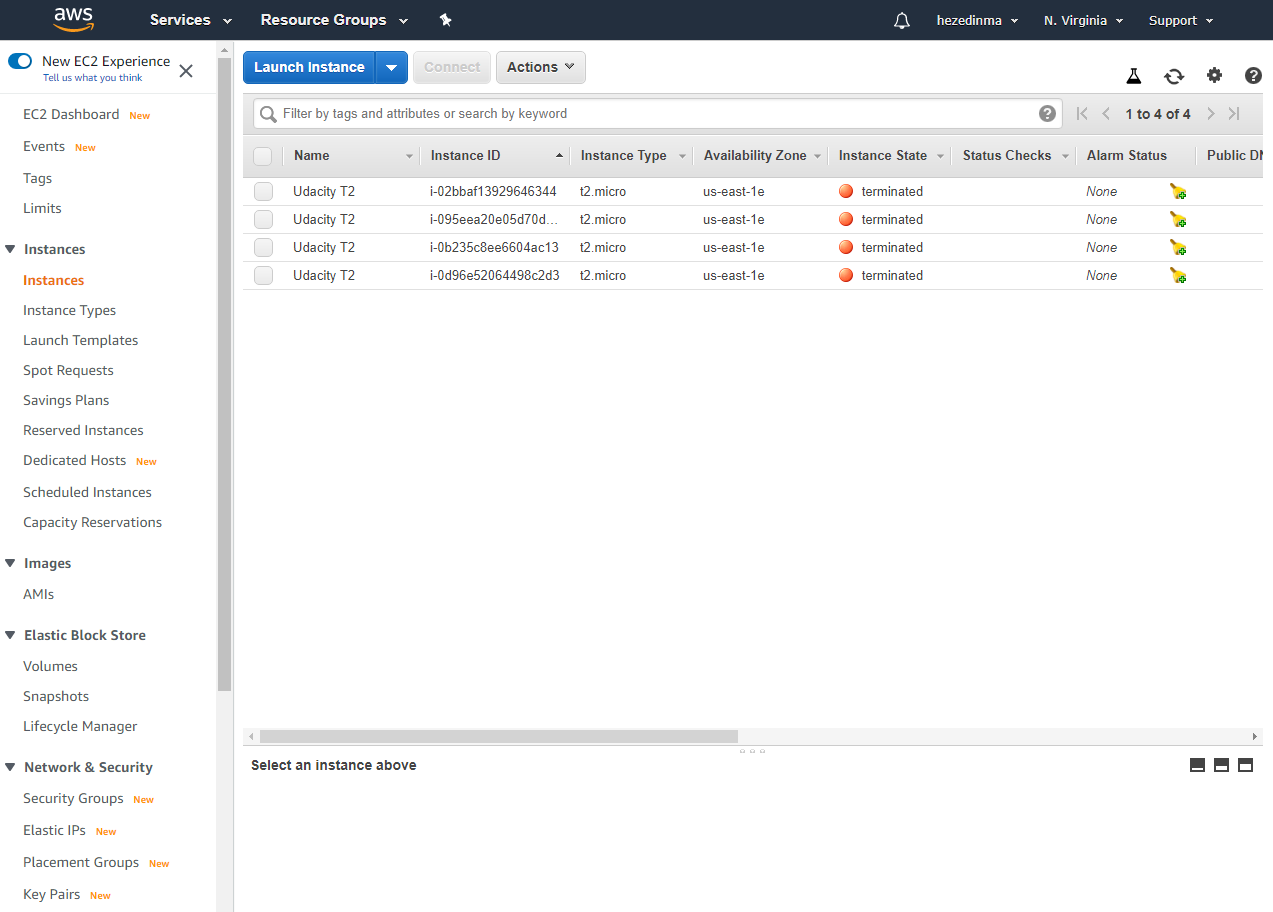 aws Services Resource Groups hezedinma N. Virginia Support
New EC2 Experience
Tell us what you think
EC2 Dashboard New
Events New
Tags
Limits
Instances
Instances
Instance Types
Launch Templates
Spot Requests
Savings Plans
Reserved Instances
Dedicated Hosts New
Scheduled Instances
Capacity Reservations
Images
AMIs
Elastic Block Store
Volumes
Snapshots
Lifecycle Manager
Network & Security
Security Groups New
Elastic IPs New
Placement Groups New
Key Pairs New
Launch Instance Connect Actions
Filter by tags and attributes or search by keyword 1 to 4 of 4
Name Instance ID Instance Type Availability Zone Instance State Status Checks Alarm Status Public DN
Udacity T2 i-02bbaf13929646344 t2.micro us-east-1e terminated None
Udacity T2 i-095eea20e05d70d... t2.micro us-east-1e terminated None
Udacity T2 i-0b235c8ee6604ac13 t2.micro us-east-1e terminated None
Udacity T2 i-0d96e52064498c2d3 t2.micro us-east-1e terminated None
Select an instance above